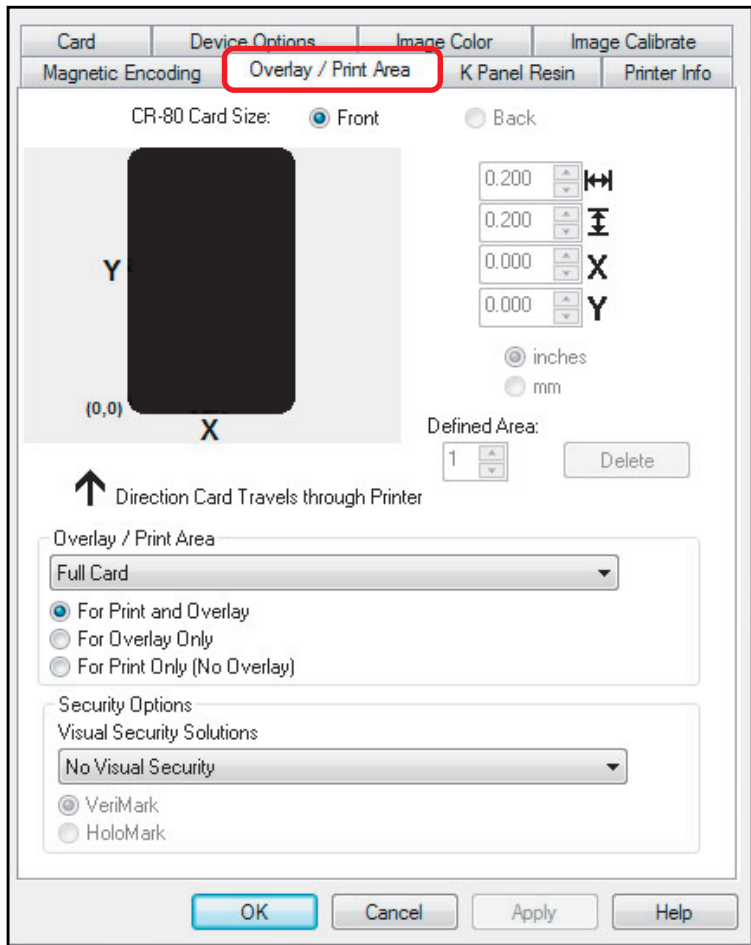 Card Device Options Image Color Image Calibrate
Magnetic Encoding Overlay / Print Area K Panel Resin Printer Info
CR-80 Card Size: Front Back
0.200
0.200
Y 0.000 X
0.000 Y
inches
mm
(0,0)
X
Defined Area:
1 Delete
Direction Card Travels through Printer
Overlay / Print Area
Full Card
For Print and Overlay
For Overlay Only
For Print Only (No Overlay)
Security Options
Visual Security Solutions
No Visual Security
VeriMark
HoloMark
OK Cancel Apply Help